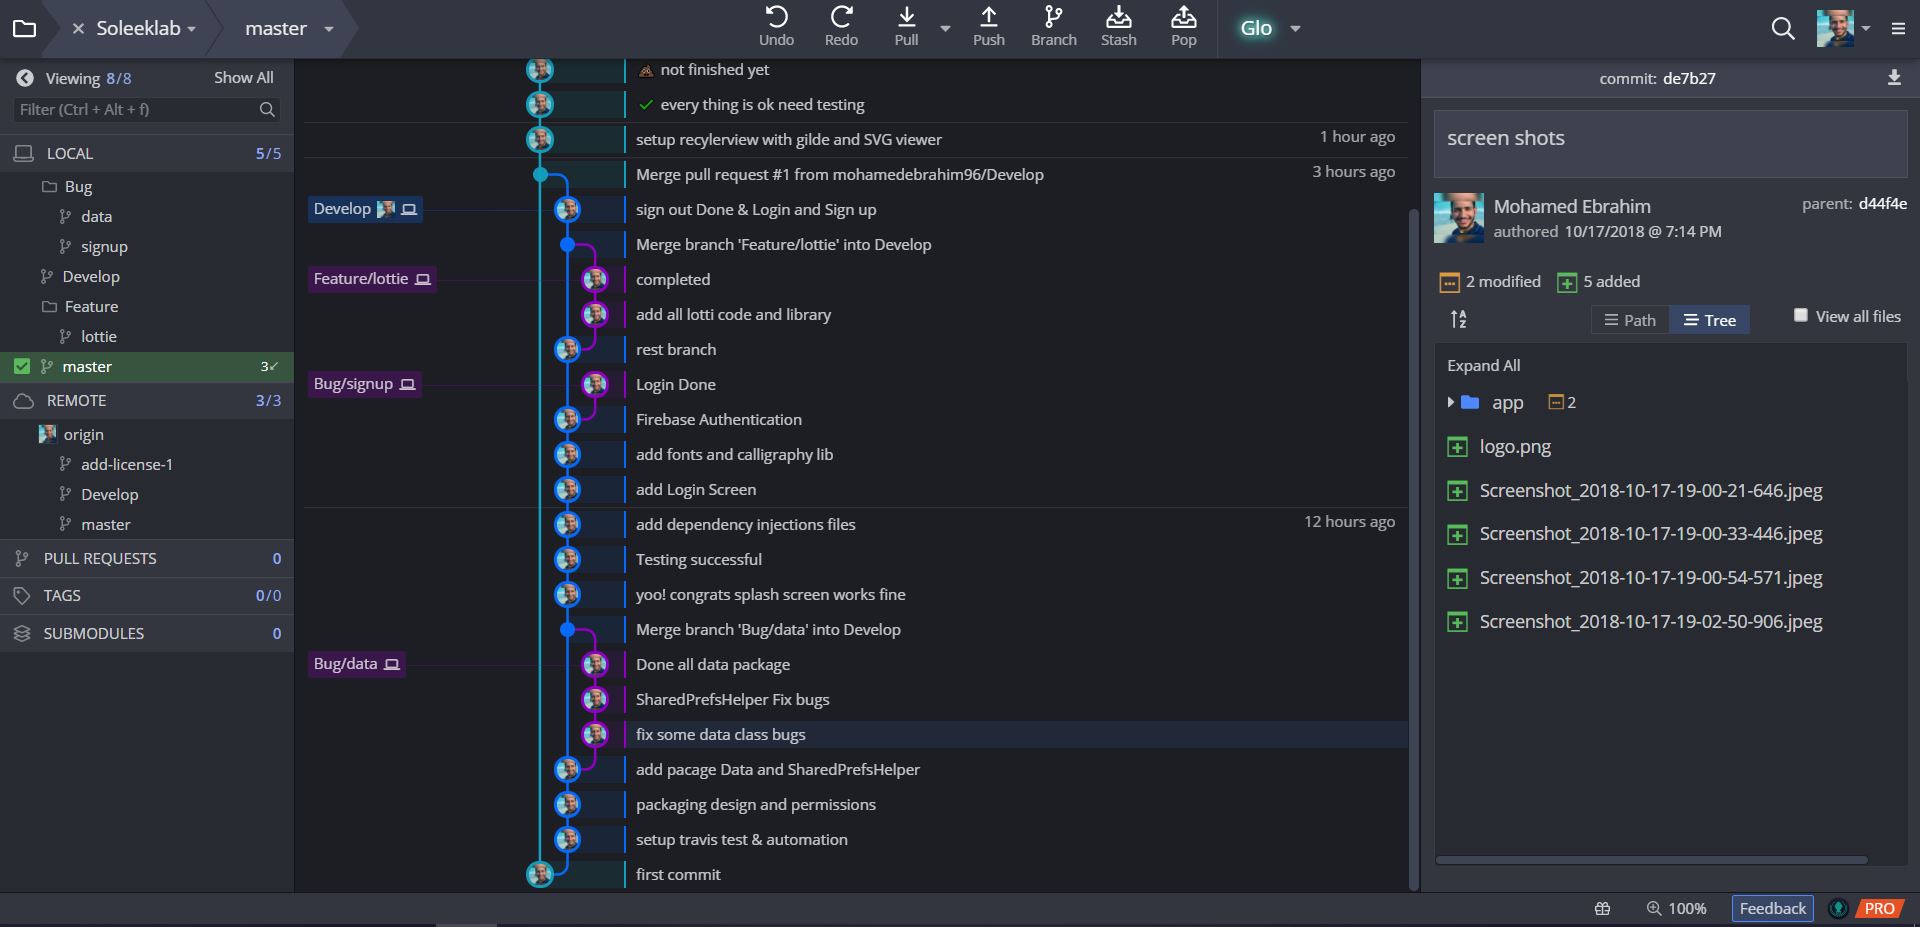 Soleeklab
master
Undo
Redo
Pull
Push
Branch
Stash
Pop
Glo
Viewing 8/8
Show All
Filter (Ctrl + Alt + f)
LOCAL 5/5
Bug
data
signup
Develop
Feature
lottie
master 3
REMOTE 3/3
origin
add-license-1
Develop
master
PULL REQUESTS 0
TAGS 0/0
SUBMODULES 0
not finished yet
every thing is ok need testing
setup recylerview with gilde and SVG viewer 1 hour ago
Merge pull request #1 from mohamedebrahim96/Develop 3 hours ago
Develop sign out Done & Login and Sign up
Merge branch 'Feature/lottie' into Develop
Feature/lottie completed
add all lotti code and library
rest branch
Bug/signup Login Done
Firebase Authentication
add fonts and calligraphy lib
add Login Screen
add dependency injections files 12 hours ago
Testing successful
yoo! congrats splash screen works fine
Merge branch 'Bug/data' into Develop
Bug/data Done all data package
SharedPrefsHelper Fix bugs
fix some data class bugs
add pacage Data and SharedPrefsHelper
packaging design and permissions
setup travis test & automation
first commit
commit: de7b27
screen shots
Mohamed Ebrahim
parent: d44f4e
authored 10/17/2018 @ 7:14 PM
2 modified 5 added
Path Tree View all files
Expand All
app 2
logo.png
Screenshot_2018-10-17-19-00-21-646.jpeg
Screenshot_2018-10-17-19-00-33-446.jpeg
Screenshot_2018-10-17-19-00-54-571.jpeg
Screenshot_2018-10-17-19-02-50-906.jpeg
100%
Feedback
PRO